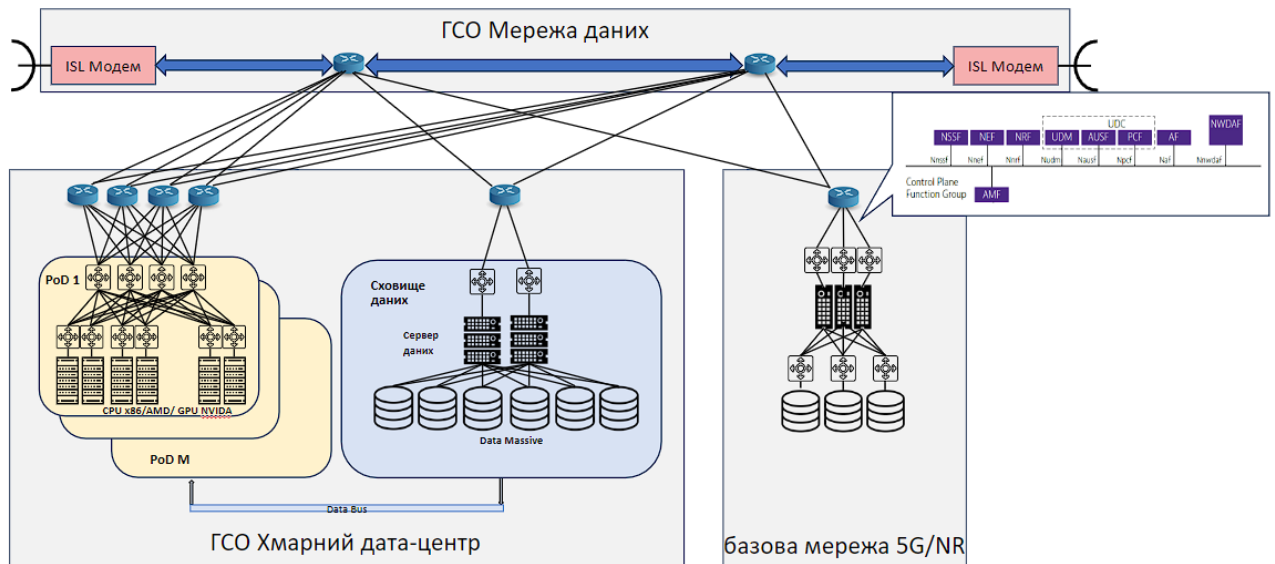 ГСО Мережа даних
ISL Модем
ISL Модем
UDC
NSSF NEF NRF UDM AUSF PCF AF NWDAF
Nnssf Nnef Nnrf Nudm Nausf Npcf Naf Nnwdaf
Control Plane
Function Group
AMF
PoD 1
CPU x86/AMD/ GPU NVIDA
PoD M
Сховище
даних
Сервер
даних
Data Massive
Data Bus
ГСО Хмарний дата-центр
базова мережа 5G/NR